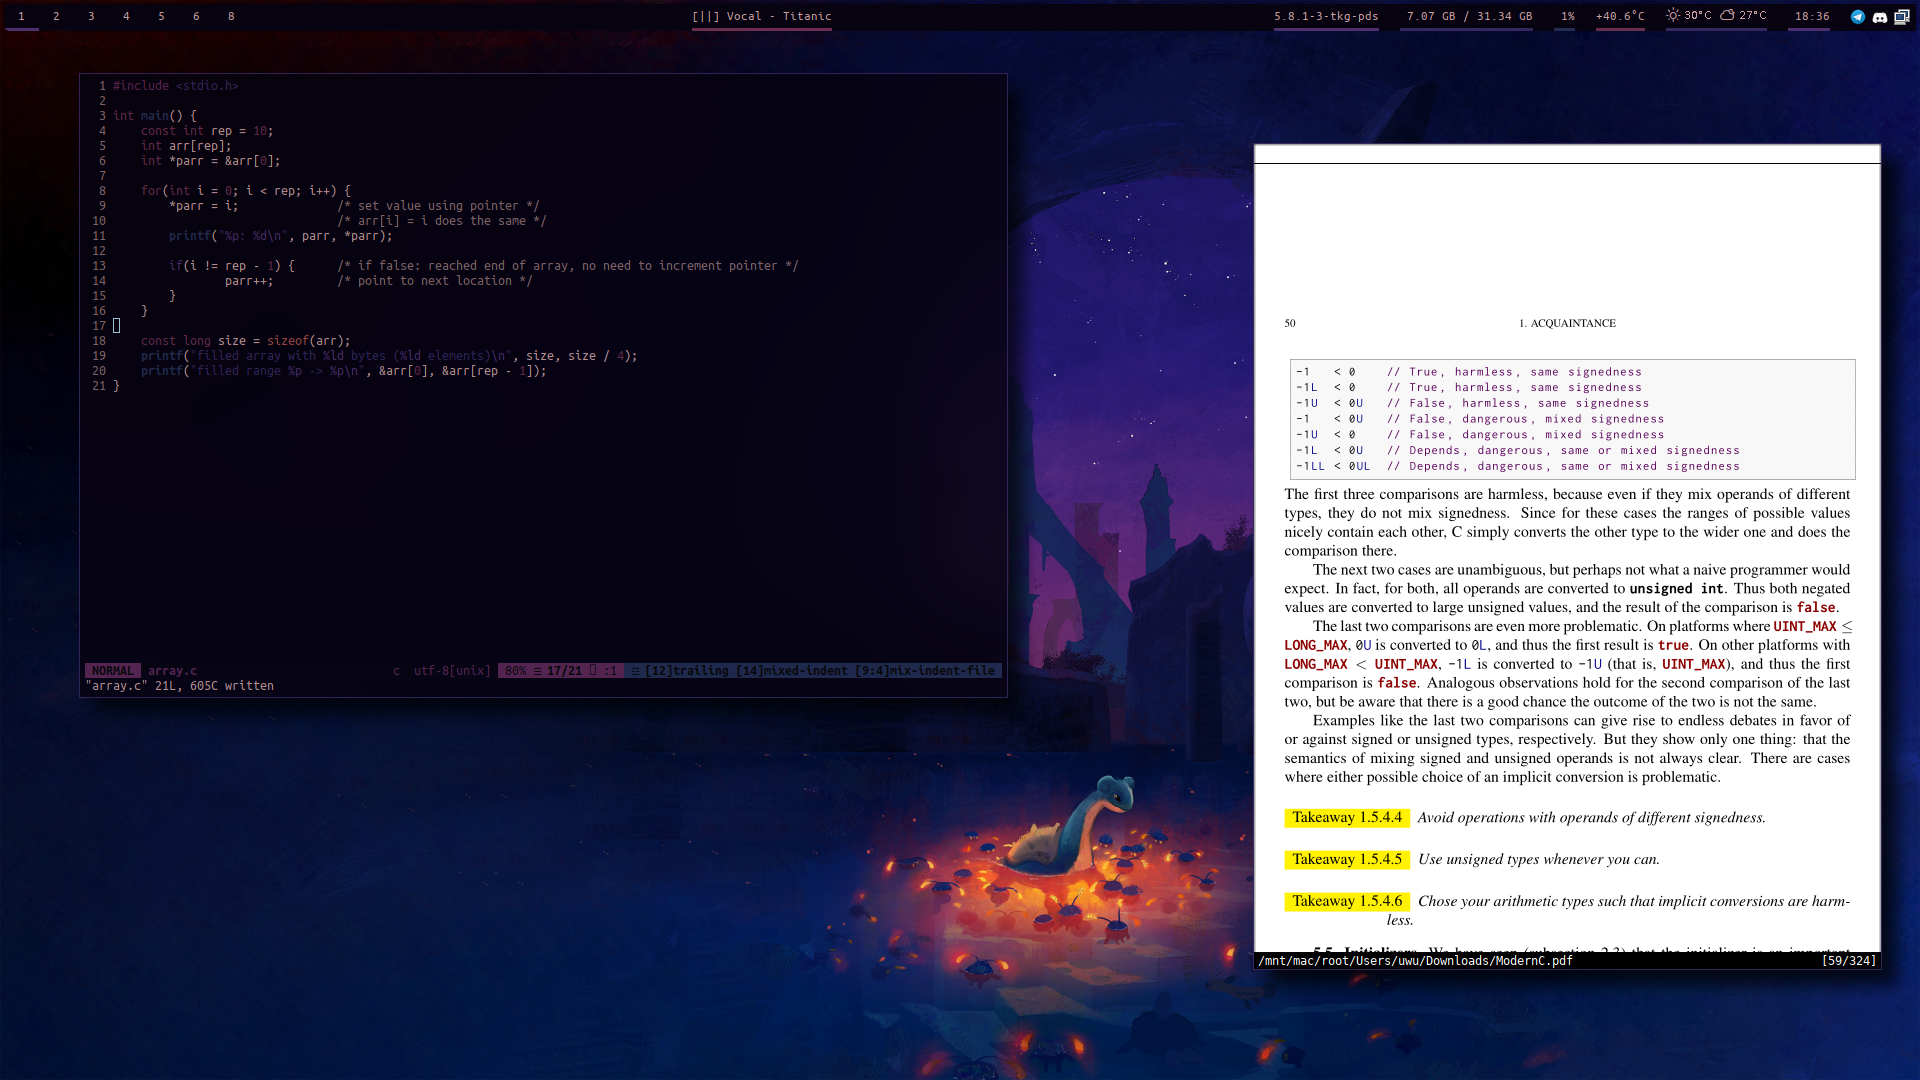 1 2 3 4 5 6 8
[||] Vocal - Titanic
5.8.1-3-tkg-pds 7.07 GB / 31.34 GB 1% +40.6°C 30°C 27°C 18:36
1 #include <stdio.h>
2
3 int main() {
4 const int rep = 10;
5 int arr[rep];
6 int *parr = &arr[0];
7
8 for(int i = 0; i < rep; i++) {
9 *parr = i; /* set value using pointer */
10 /* arr[i] = i does the same */
11 printf("%p: %d\n", parr, *parr);
12
13 if(i != rep - 1) { /* if false: reached end of array, no need to increment pointer */
14 parr++; /* point to next location */
15 }
16 }
17
18 const long size = sizeof(arr);
19 printf("filled array with %ld bytes (%ld elements)\n", size, size / 4);
20 printf("filled range %p -> %p\n", &arr[0], &arr[rep - 1]);
21 }
NORMAL array.c c utf-8[unix] 80% ☰ 17/21 :1 ☰ [12]trailing [14]mixed-indent [9:4]mix-indent-file
"array.c" 21L, 605C written
50 1. ACQUAINTANCE
-1 < 0 // True, harmless, same signedness
-1L < 0 // True, harmless, same signedness
-1U < 0U // False, harmless, same signedness
-1 < 0U // False, dangerous, mixed signedness
-1U < 0 // False, dangerous, mixed signedness
-1L < 0U // Depends, dangerous, same or mixed signedness
-1LL < 0UL // Depends, dangerous, same or mixed signedness
The first three comparisons are harmless, because even if they mix operands of different
types, they do not mix signedness. Since for these cases the ranges of possible values
nicely contain each other, C simply converts the other type to the wider one and does the
comparison there.
The next two cases are unambiguous, but perhaps not what a naive programmer would
expect. In fact, for both, all operands are converted to unsigned int. Thus both negated
values are converted to large unsigned values, and the result of the comparison is false.
The last two comparisons are even more problematic. On platforms where UINT_MAX ≤
LONG_MAX, 0U is converted to 0L, and thus the first result is true. On other platforms with
LONG_MAX < UINT_MAX, -1L is converted to -1U (that is, UINT_MAX), and thus the first
comparison is false. Analogous observations hold for the second comparison of the last
two, but be aware that there is a good chance the outcome of the two is not the same.
Examples like the last two comparisons can give rise to endless debates in favor of
or against signed or unsigned types, respectively. But they show only one thing: that the
semantics of mixing signed and unsigned operands is not always clear. There are cases
where either possible choice of an implicit conversion is problematic.
Takeaway 1.5.4.4 Avoid operations with operands of different signedness.
Takeaway 1.5.4.5 Use unsigned types whenever you can.
Takeaway 1.5.4.6 Chose your arithmetic types such that implicit conversions are harm-
less.
5.5. Initializers. We have seen (subsection 2.3) that the initializer is an important
/mnt/mac/root/Users/uwu/Downloads/ModernC.pdf [59/324]